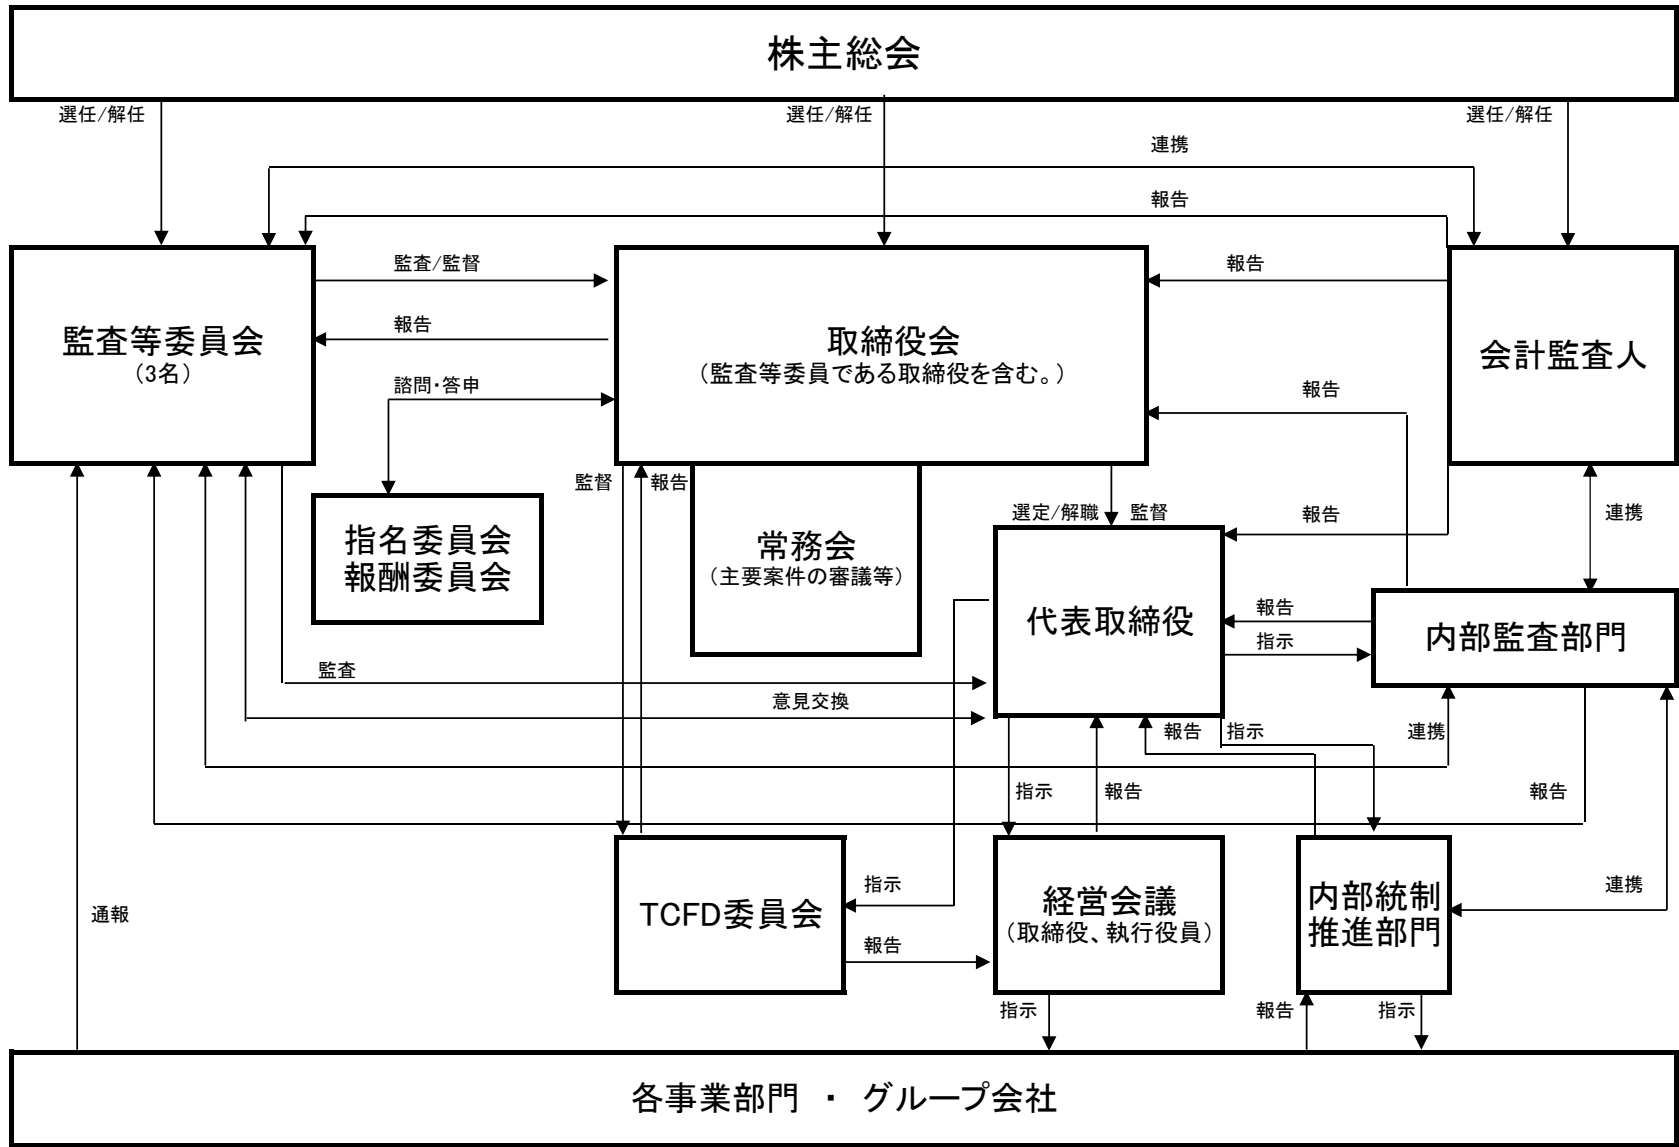 株主総会
選任/解任
選任/解任
選任/解任
連携
報告
監査/監督
報告
監査等委員会
（3名）
報告
取締役会
（監査等委員である取締役を含む。）
会計監査人
諮問・答申
報告
監督
報告
選定/解職
監督
報告
連携
指名委員会
報酬委員会
常務会
（主要案件の審議等）
代表取締役
報告
指示
内部監査部門
監査
意見交換
報告
指示
連携
指示
報告
報告
TCFD委員会
指示
報告
経営会議
（取締役、執行役員）
内部統制
推進部門
連携
通報
指示
報告
指示
各事業部門 ・ グループ会社